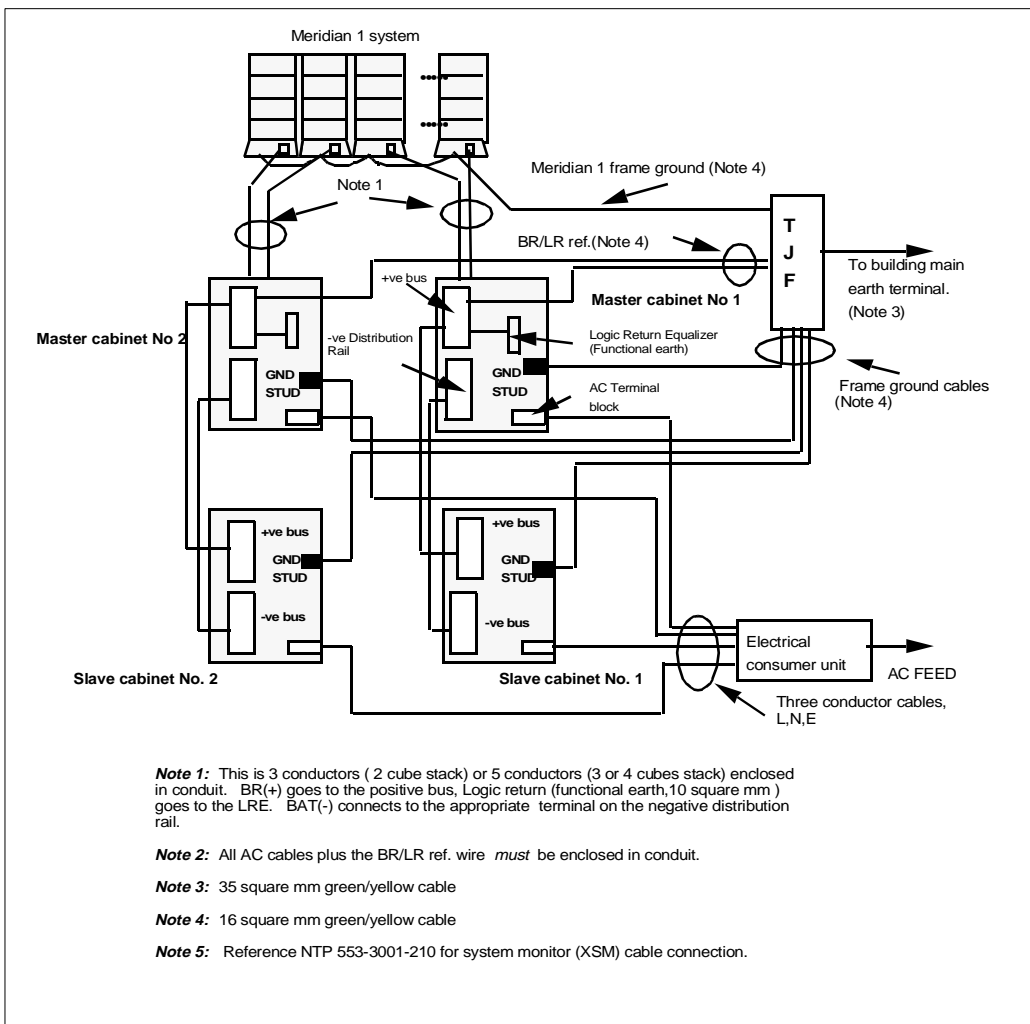 Meridian 1 system
Note 1
Meridian 1 frame ground (Note 4)
T
J
F
BR/LR ref.(Note 4)
To building main
earth terminal.
(Note 3)
+ve bus
Master cabinet No 1
Master cabinet No 2
-ve Distribution
Rail
Logic Return Equalizer
(Functional earth)
GND
STUD
GND
STUD
AC Terminal
block
Frame ground cables
(Note 4)
+ve bus
GND
STUD
-ve bus
+ve bus
GND
STUD
-ve bus
Electrical
consumer unit
AC FEED
Slave cabinet No. 2
Slave cabinet No. 1
Three conductor cables,
L,N,E
Note 1: This is 3 conductors ( 2 cube stack) or 5 conductors (3 or 4 cubes stack) enclosed
in conduit. BR(+) goes to the positive bus, Logic return (functional earth,10 square mm )
goes to the LRE. BAT(-) connects to the appropriate terminal on the negative distribution
rail.
Note 2: All AC cables plus the BR/LR ref. wire must be enclosed in conduit.
Note 3: 35 square mm green/yellow cable
Note 4: 16 square mm green/yellow cable
Note 5: Reference NTP 553-3001-210 for system monitor (XSM) cable connection.